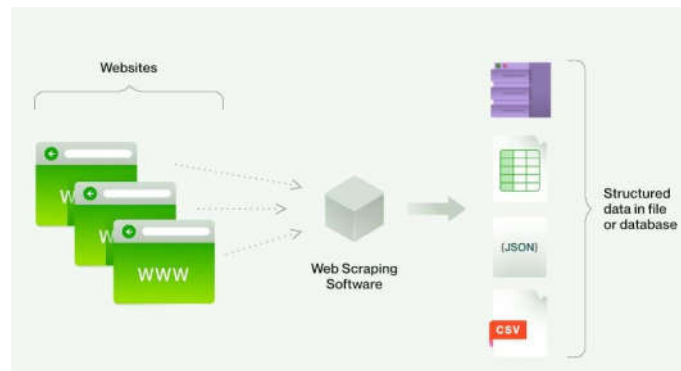 Websites
W
W
WWW
Web Scraping
Software
{JSON}
CSV
Structured
data in file
or database